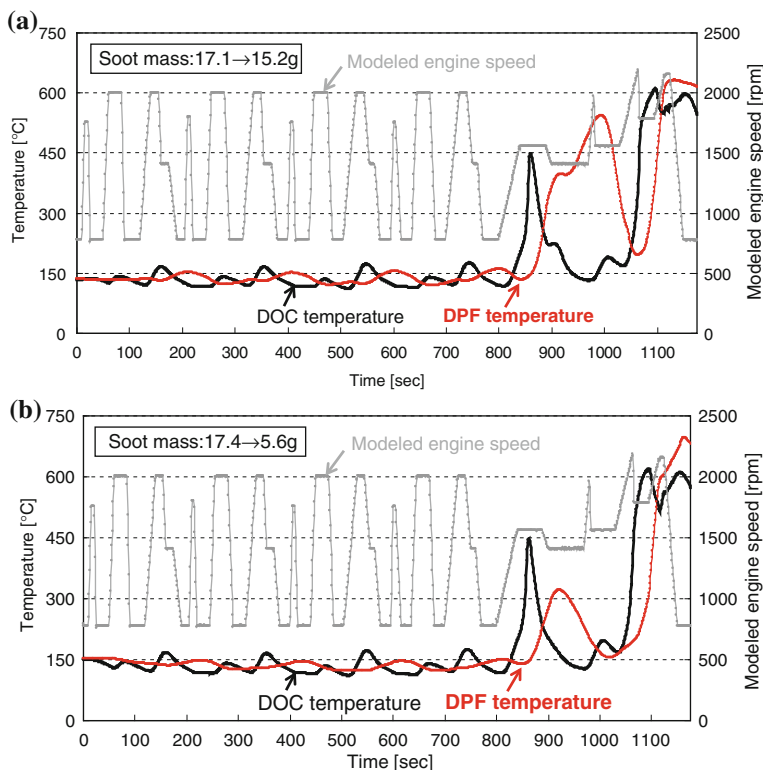 (a)
750
600
450
300
150
0
Temperature [°C]
Soot mass:17.1→15.2g
Modeled engine speed
DOC temperature
DPF temperature
2500
2000
1500
1000
500
0
Modeled engine speed [rpm]
0 100 200 300 400 500 600 700 800 900 1000 1100
Time [sec]
(b)
750
600
450
300
150
0
Temperature [°C]
Soot mass:17.4→5.6g
Modeled engine speed
DOC temperature
DPF temperature
2500
2000
1500
1000
500
0
Modeled engine speed [rpm]
0 100 200 300 400 500 600 700 800 900 1000 1100
Time [sec]